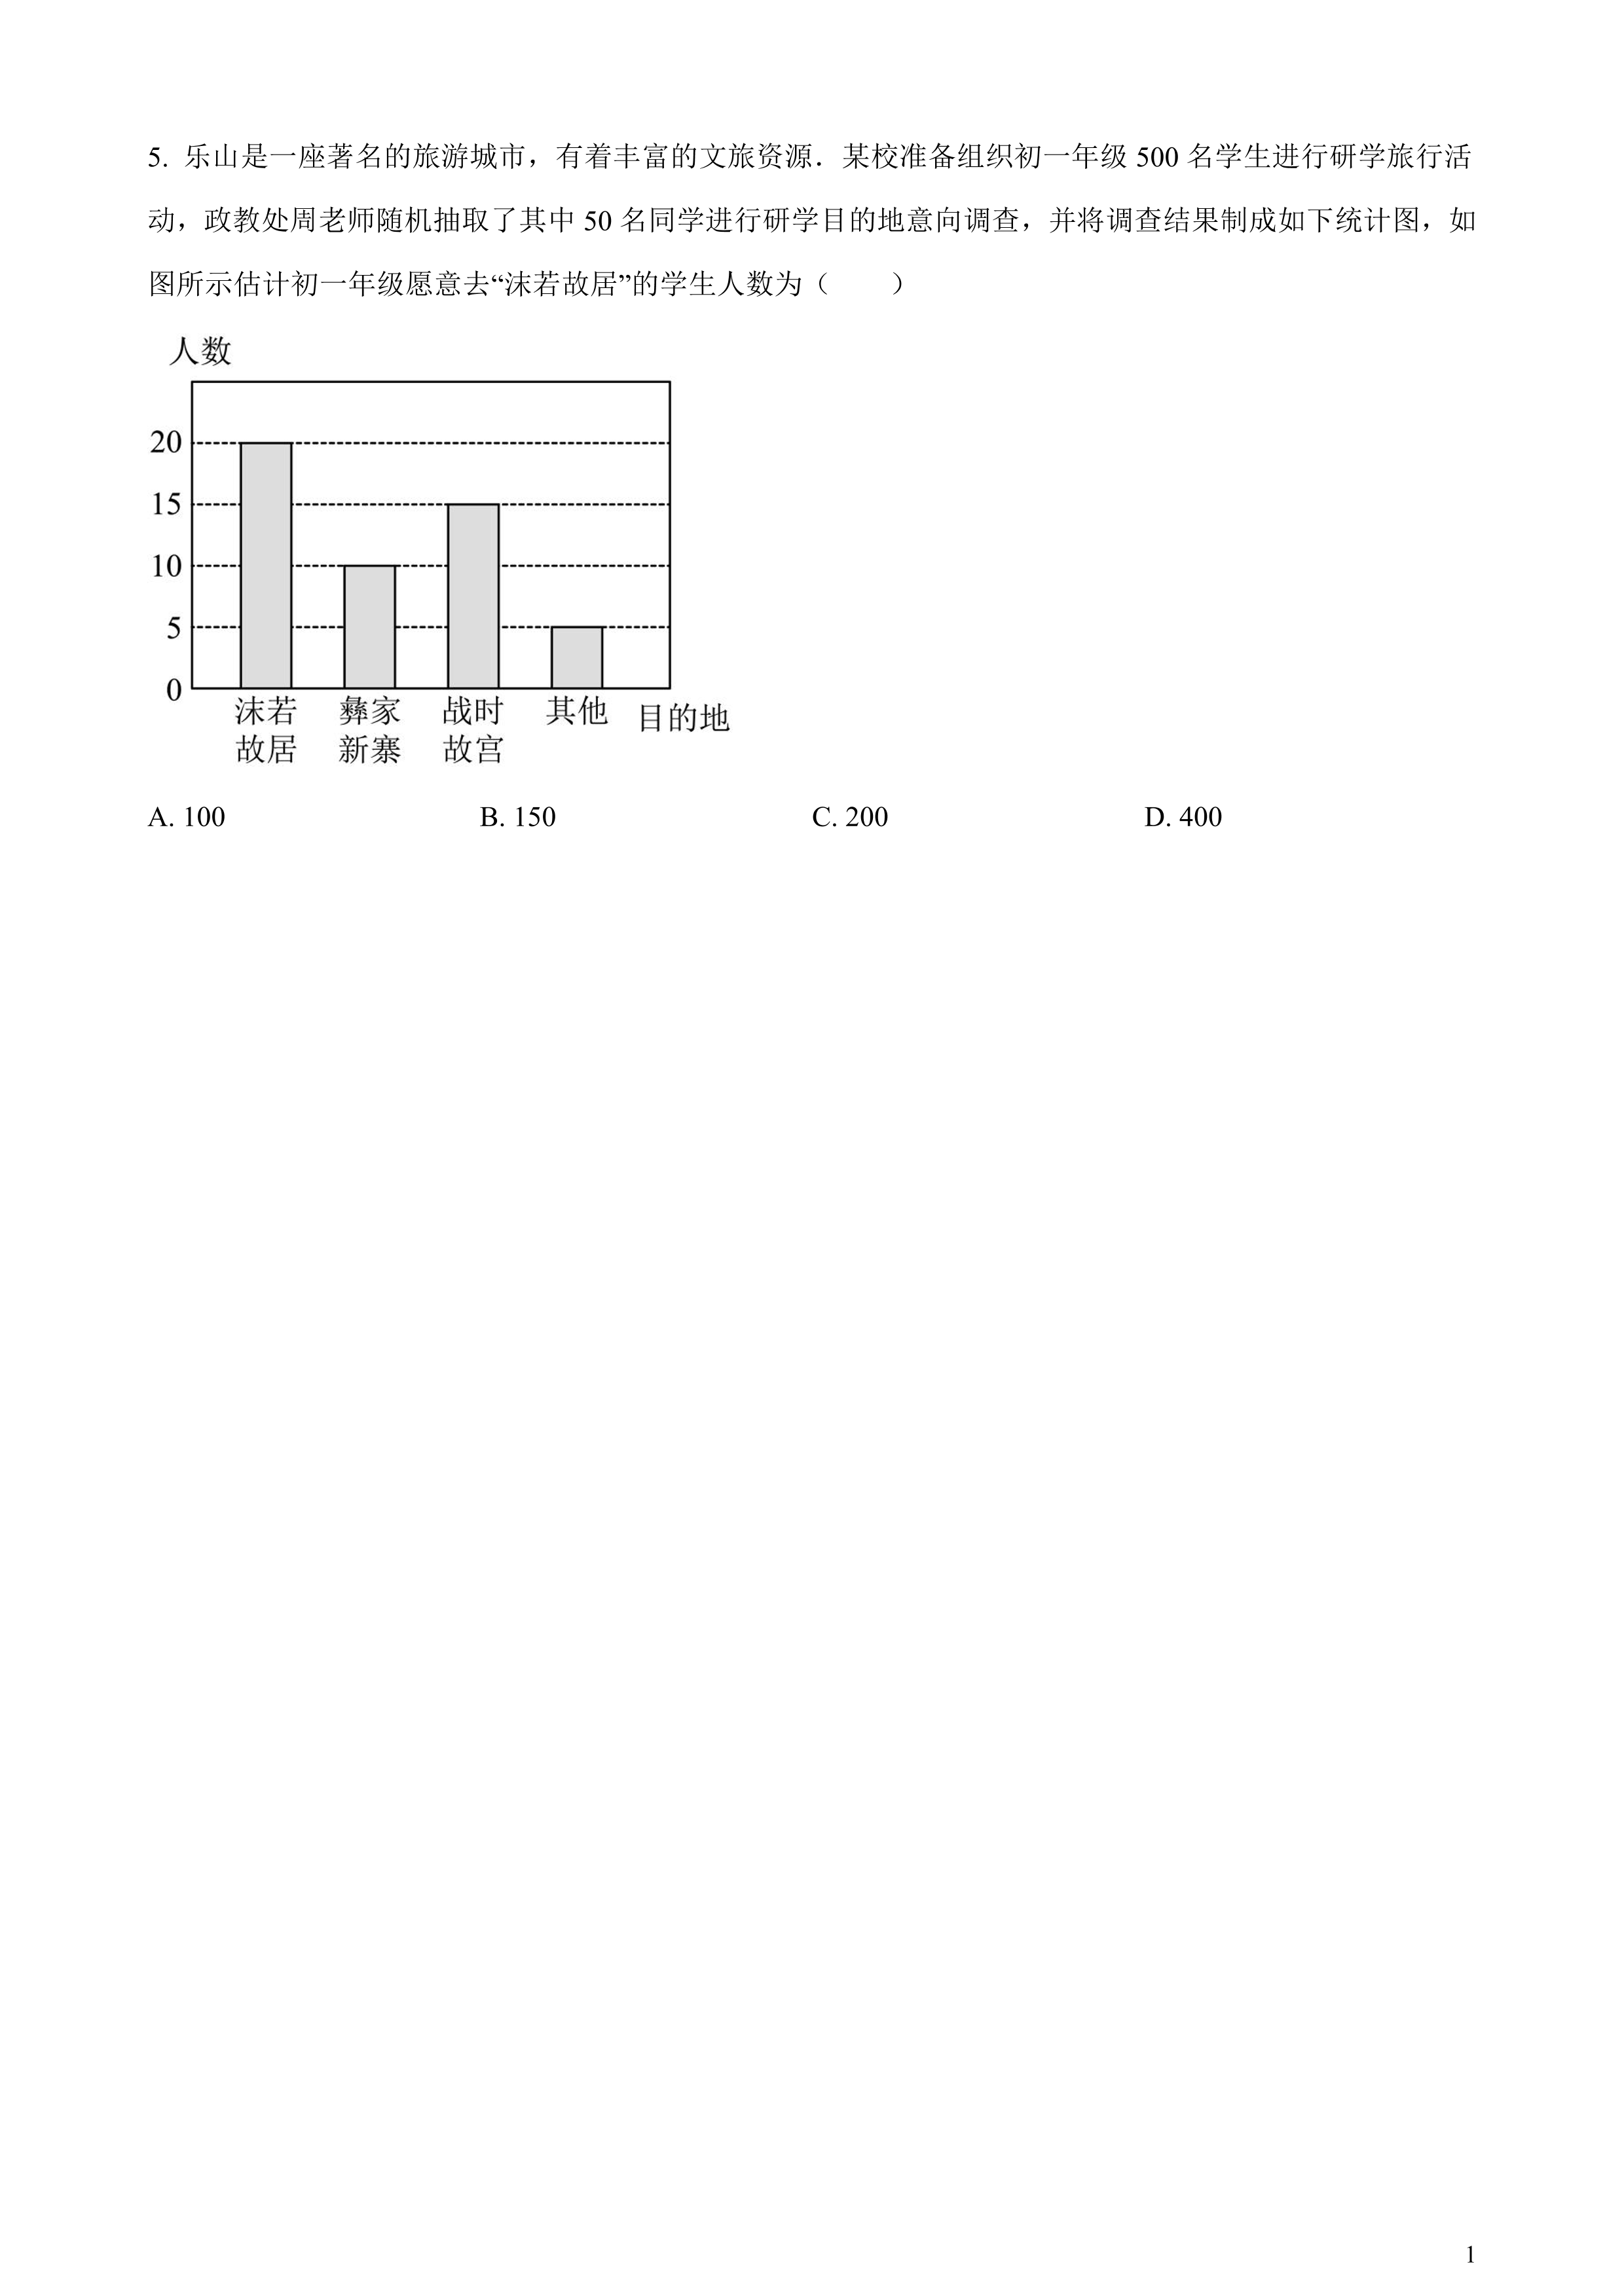 5. 乐山是一座著名的旅游城市，有着丰富的文旅资源．某校准备组织初一年级 500 名学生进行研学旅行活
动，政教处周老师随机抽取了其中 50 名同学进行研学目的地意向调查，并将调查结果制成如下统计图，如
图所示估计初一年级愿意去“沫若故居”的学生人数为（　　）
人数
20
15
10
5
0
沫若 彝家 战时 其他 目的地
故居 新寨 故宫
A. 100 B. 150 C. 200 D. 400
1